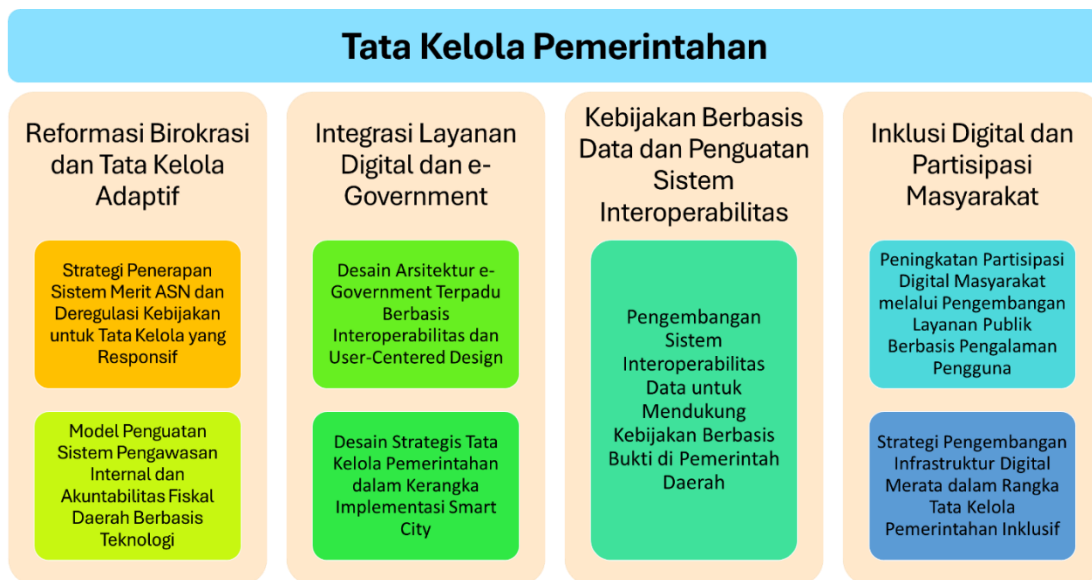 Tata Kelola Pemerintahan
Reformasi Birokrasi
dan Tata Kelola
Adaptif
Strategi Penerapan
Sistem Merit ASN dan
Deregulasi Kebijakan
untuk Tata Kelola yang
Responsif
Model Penguatan
Sistem Pengawasan
Internal dan
Akuntabilitas Fiskal
Daerah Berbasis
Teknologi
Integrasi Layanan
Digital dan e-
Government
Desain Arsitektur e-
Government Terpadu
Berbasis
Interoperabilitas dan
User-Centered Design
Desain Strategis Tata
Kelola Pemerintahan
dalam Kerangka
Implementasi Smart
City
Kebijakan Berbasis
Data dan Penguatan
Sistem
Interoperabilitas
Pengembangan
Sistem
Interoperabilitas
Data untuk
Mendukung
Kebijakan Berbasis
Bukti di Pemerintah
Daerah
Inklusi Digital dan
Partisipasi
Masyarakat
Peningkatan Partisipasi
Digital Masyarakat
melalui Pengembangan
Layanan Publik
Berbasis Pengalaman
Pengguna
Strategi Pengembangan
Infrastruktur Digital
Merata dalam Rangka
Tata Kelola
Pemerintahan Inklusif